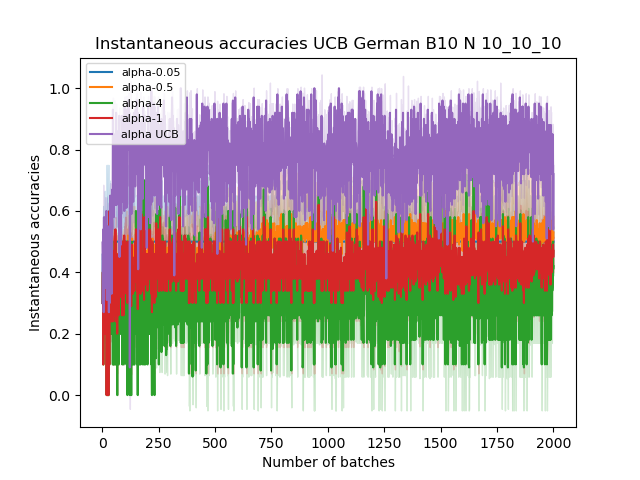 Instantaneous accuracies UCB German B10 N 10_10_10
alpha-0.05
alpha-0.5
alpha-4
alpha-1
alpha UCB
1.0
0.8
0.6
0.4
0.2
0.0
Instantaneous accuracies
0 250 500 750 1000 1250 1500 1750 2000
Number of batches